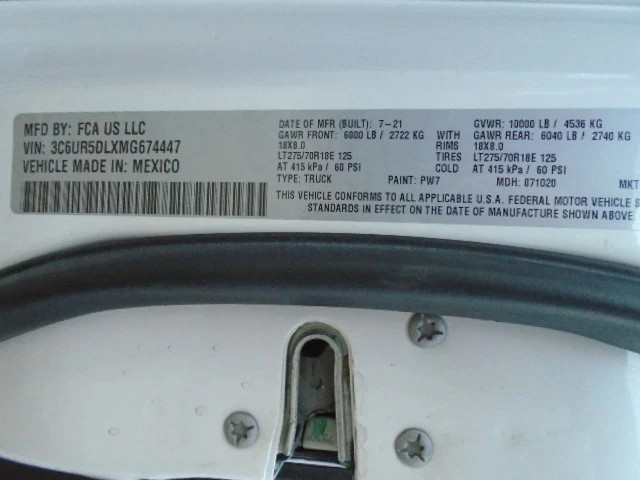 MFD BY: FCA US LLC
VIN: 3C6UR5DLXMG674447
VEHICLE MADE IN: MEXICO
DATE OF MFR (BUILT): 7-21 GVWR: 10000 LB / 4536 KG
GAWR FRONT: 6000 LB / 2722 KG WITH GAWR REAR: 6040 LB / 2740 KG
18X8.0 RIMS 18X8.0
LT275/70R18E 125 TIRES LT275/70R18E 125
AT 415 kPa / 60 PSI COLD AT 415 kPa / 60 PSI
TYPE: TRUCK PAINT: PW7 MDH: 071020 MKT
THIS VEHICLE CONFORMS TO ALL APPLICABLE U.S.A. FEDERAL MOTOR VEHICLE S
STANDARDS IN EFFECT ON THE DATE OF MANUFACTURE SHOWN ABOVE